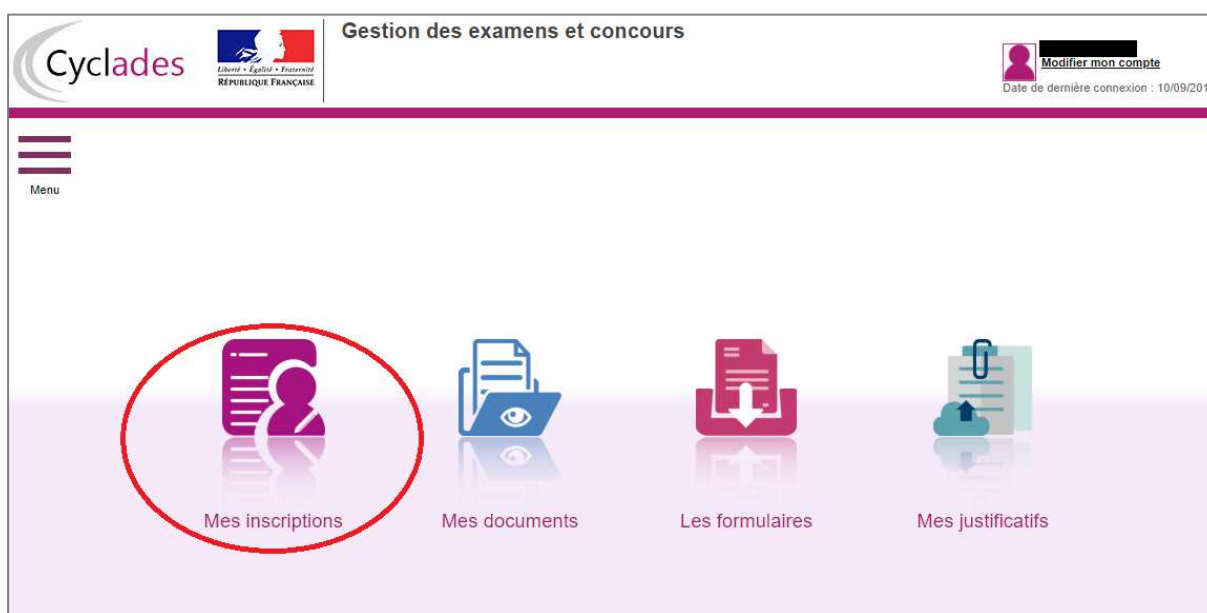 Cyclades
Liberté • Égalité • Fraternité
RÉPUBLIQUE FRANÇAISE
Gestion des examens et concours
Modifier mon compte
Date de dernière connexion : 10/09/201
Menu
Mes inscriptions
Mes documents
Les formulaires
Mes justificatifs